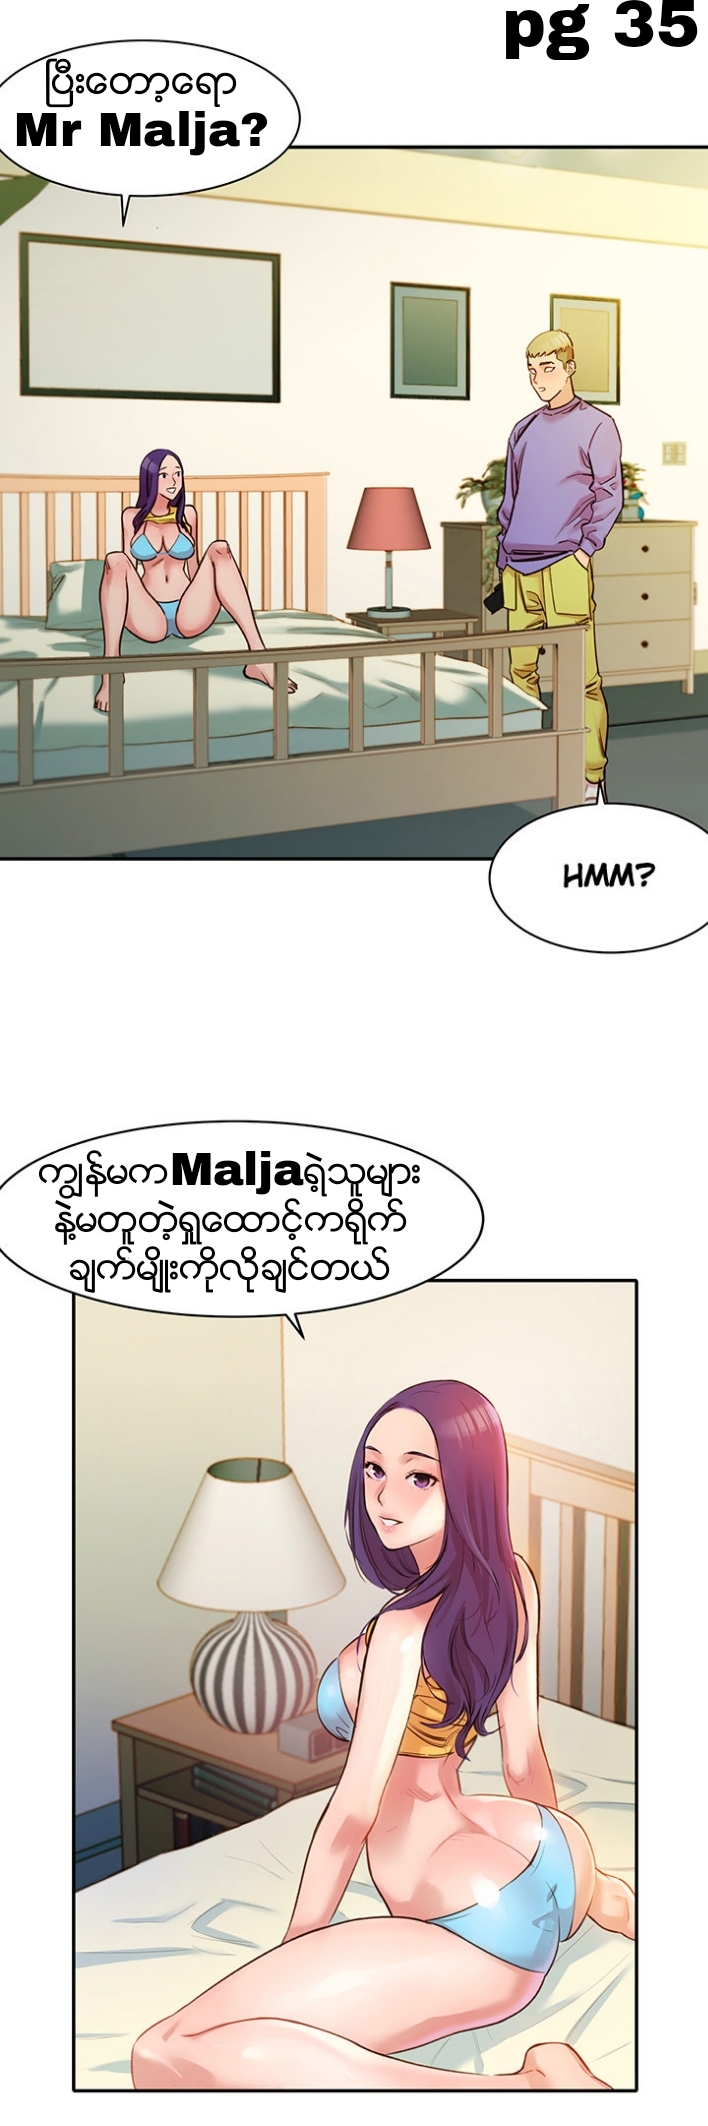 pg 35
ပြီးတော့ရော
Mr Malja?
HMM?
ကျွန်မကMaljaရဲ့သူများ
နဲ့မတူတဲ့ရှုထောင့်ကရိုက်
ချက်မျိုးကိုလိုချင်တယ်